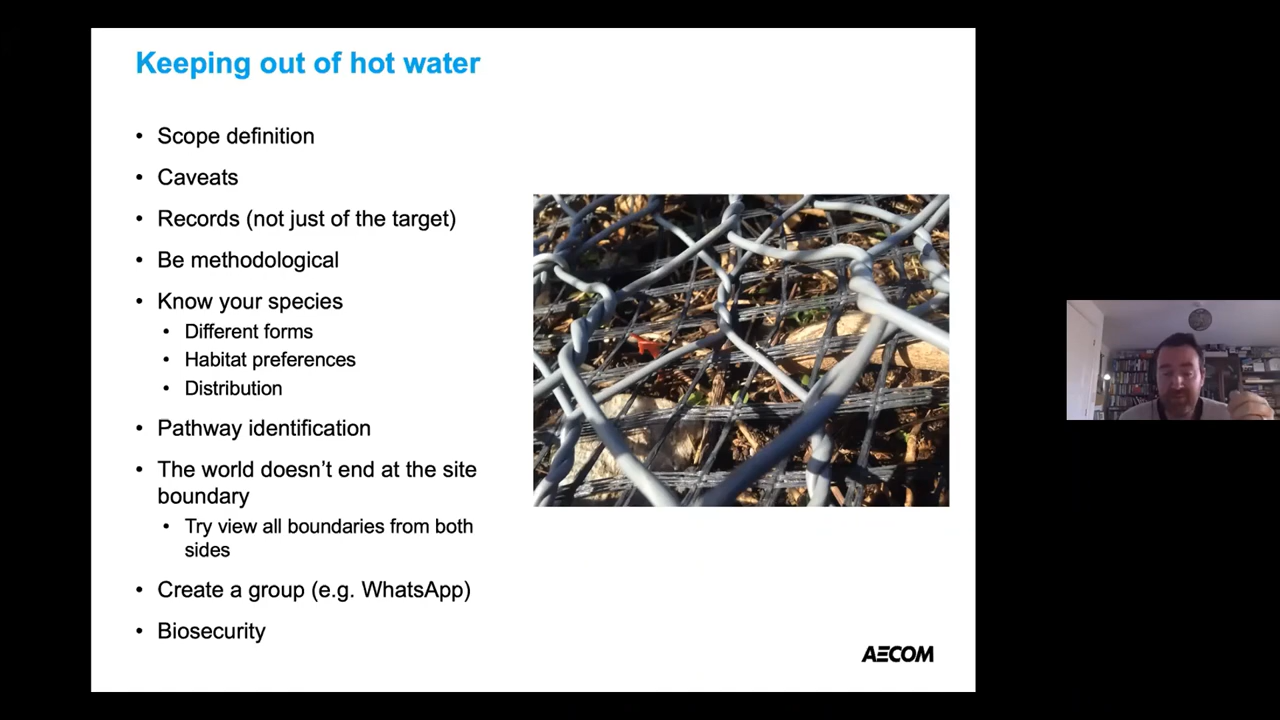 Keeping out of hot water
• Scope definition
• Caveats
• Records (not just of the target)
• Be methodological
• Know your species
• Different forms
• Habitat preferences
• Distribution
• Pathway identification
• The world doesn’t end at the site
boundary
• Try view all boundaries from both
sides
• Create a group (e.g. WhatsApp)
• Biosecurity
AECOM